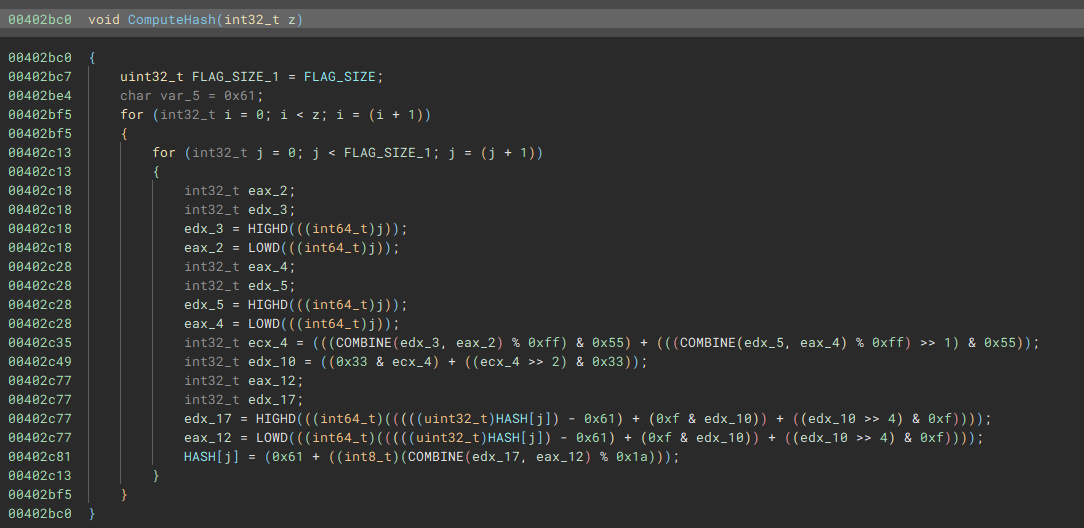 00402bc0 void ComputeHash(int32_t z)
00402bc0 {
00402bc7 uint32_t FLAG_SIZE_1 = FLAG_SIZE;
00402be4 char var_5 = 0x61;
00402bf5 for (int32_t i = 0; i < z; i = (i + 1))
00402bf5 {
00402c13 for (int32_t j = 0; j < FLAG_SIZE_1; j = (j + 1))
00402c13 {
00402c18 int32_t eax_2;
00402c18 int32_t edx_3;
00402c18 edx_3 = HIGHD(((int64_t)j));
00402c18 eax_2 = LOWD(((int64_t)j));
00402c28 int32_t eax_4;
00402c28 int32_t edx_5;
00402c28 edx_5 = HIGHD(((int64_t)j));
00402c28 eax_4 = LOWD(((int64_t)j));
00402c35 int32_t ecx_4 = (((COMBINE(edx_3, eax_2) % 0xff) & 0x55) + (((COMBINE(edx_5, eax_4) % 0xff) >> 1) & 0x55));
00402c49 int32_t edx_10 = ((0x33 & ecx_4) + ((ecx_4 >> 2) & 0x33));
00402c77 int32_t eax_12;
00402c77 int32_t edx_17;
00402c77 edx_17 = HIGHD(((int64_t)(((((uint32_t)HASH[j]) - 0x61) + (0xf & edx_10)) + ((edx_10 >> 4) & 0xf))));
00402c77 eax_12 = LOWD(((int64_t)(((((uint32_t)HASH[j]) - 0x61) + (0xf & edx_10)) + ((edx_10 >> 4) & 0xf))));
00402c81 HASH[j] = (0x61 + ((int8_t)(COMBINE(edx_17, eax_12) % 0x1a)));
00402c13 }
00402bf5 }
00402bc0 }